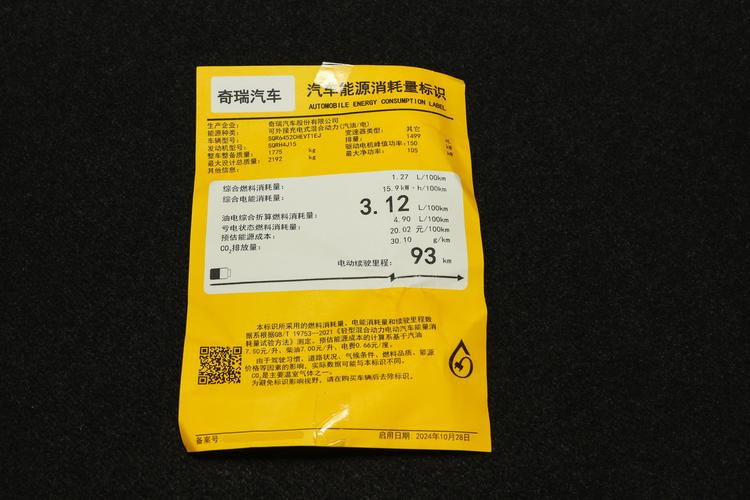 奇瑞汽车
汽车能源消耗量标识
AUTOMOBILE ENERGY CONSUMPTION LABEL
生产企业: 奇瑞汽车股份有限公司
能源种类: 可外接充电式混合动力(汽油/电) 变速器类型: 其它
车辆型号: SQR6452CHEVT1EJ 排量: 1499 mL
发动机型号: SQRH4J15 驱动电机峰值功率: 150 kW
整车整备质量: 1775 kg 最大净功率: 105 kW
最大设计总质量: 2192 kg
其他信息:
综合燃料消耗量: 1.27 L/100km
综合电能消耗量: 15.9 kW·h/100km
油电综合折算燃料消耗量: 3.12 L/100km
亏电状态燃料消耗量: 4.90 L/100km
预估能源成本: 20.02 元/100km
CO₂排放量: 30.10 g/km
电动续驶里程: 93 km
本标识所采用的燃料消耗量、电能消耗量和续驶里程数
据系根据GB/T 19753—2021《轻型混合动力电动汽车能量消
耗量试验方法》测定。预估能源成本的计算系基于汽油
7.50元/升、柴油7.00元/升、电费0.66元/度。
由于驾驶习惯、道路状况、气候条件、燃料品质、能源
价格等因素的影响，实际数据可能与本标识不同。
CO₂是主要温室气体之一。
为避免标识影响视野，请在购买车辆后去除标识。
备案号
启用日期: 2024年10月28日